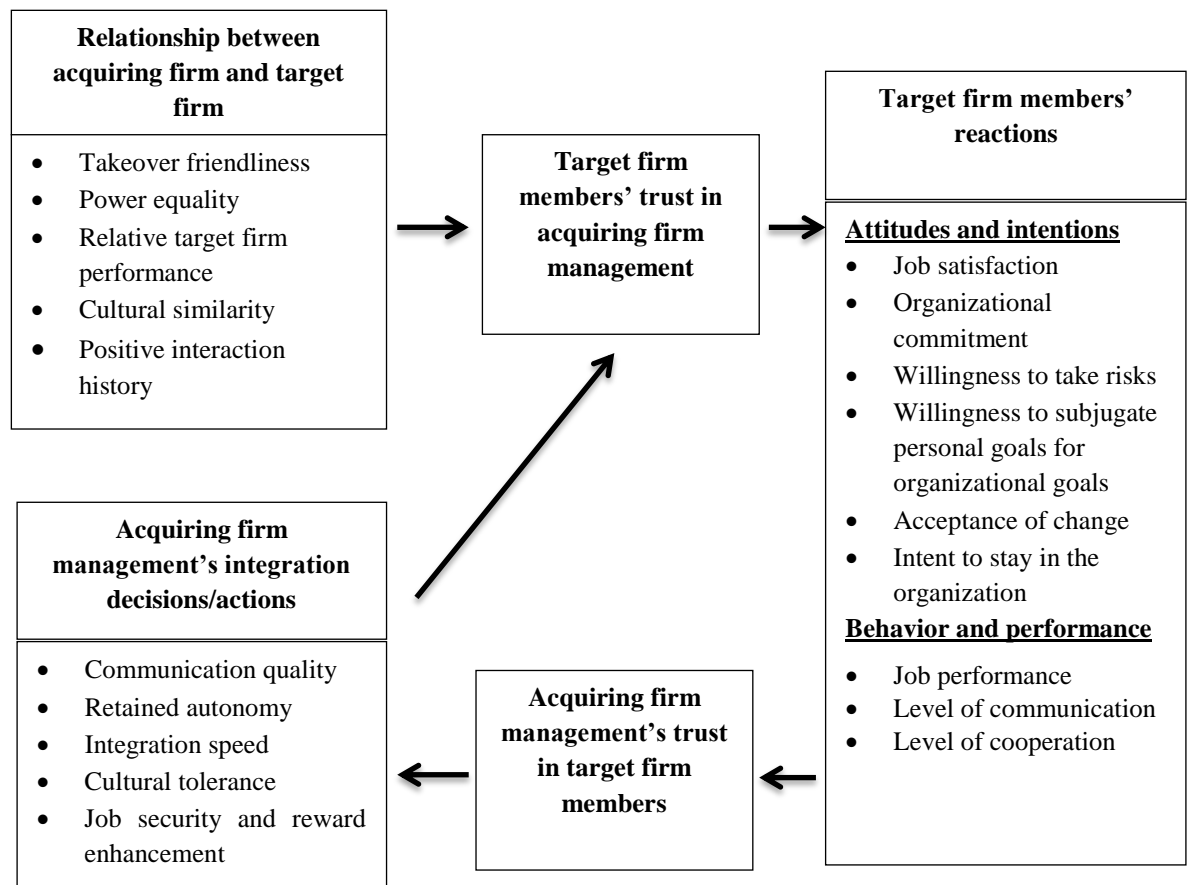 Relationship between
acquiring firm and target
firm
• Takeover friendliness
• Power equality
• Relative target firm
performance
• Cultural similarity
• Positive interaction
history
Target firm
members’ trust in
acquiring firm
management
Target firm members’
reactions
Attitudes and intentions
• Job satisfaction
• Organizational
commitment
• Willingness to take risks
• Willingness to subjugate
personal goals for
organizational goals
• Acceptance of change
• Intent to stay in the
organization
Behavior and performance
• Job performance
• Level of communication
• Level of cooperation
Acquiring firm
management’s integration
decisions/actions
• Communication quality
• Retained autonomy
• Integration speed
• Cultural tolerance
• Job security and reward
enhancement
Acquiring firm
management’s trust
in target firm
members